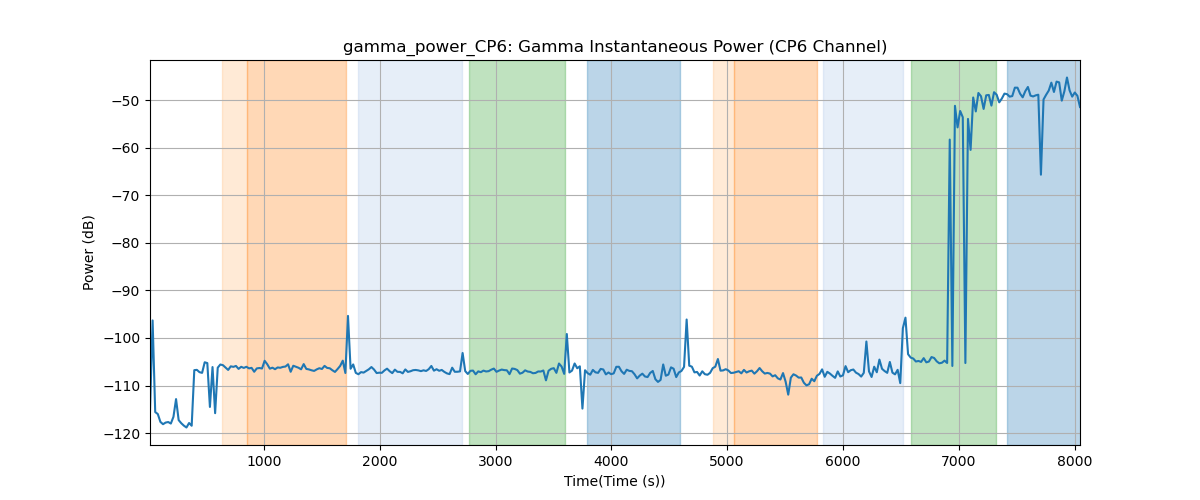 gamma_power_CP6: Gamma Instantaneous Power (CP6 Channel)
Power (dB)
−50
−60
−70
−80
−90
−100
−110
−120
1000 2000 3000 4000 5000 6000 7000 8000
Time(Time (s))